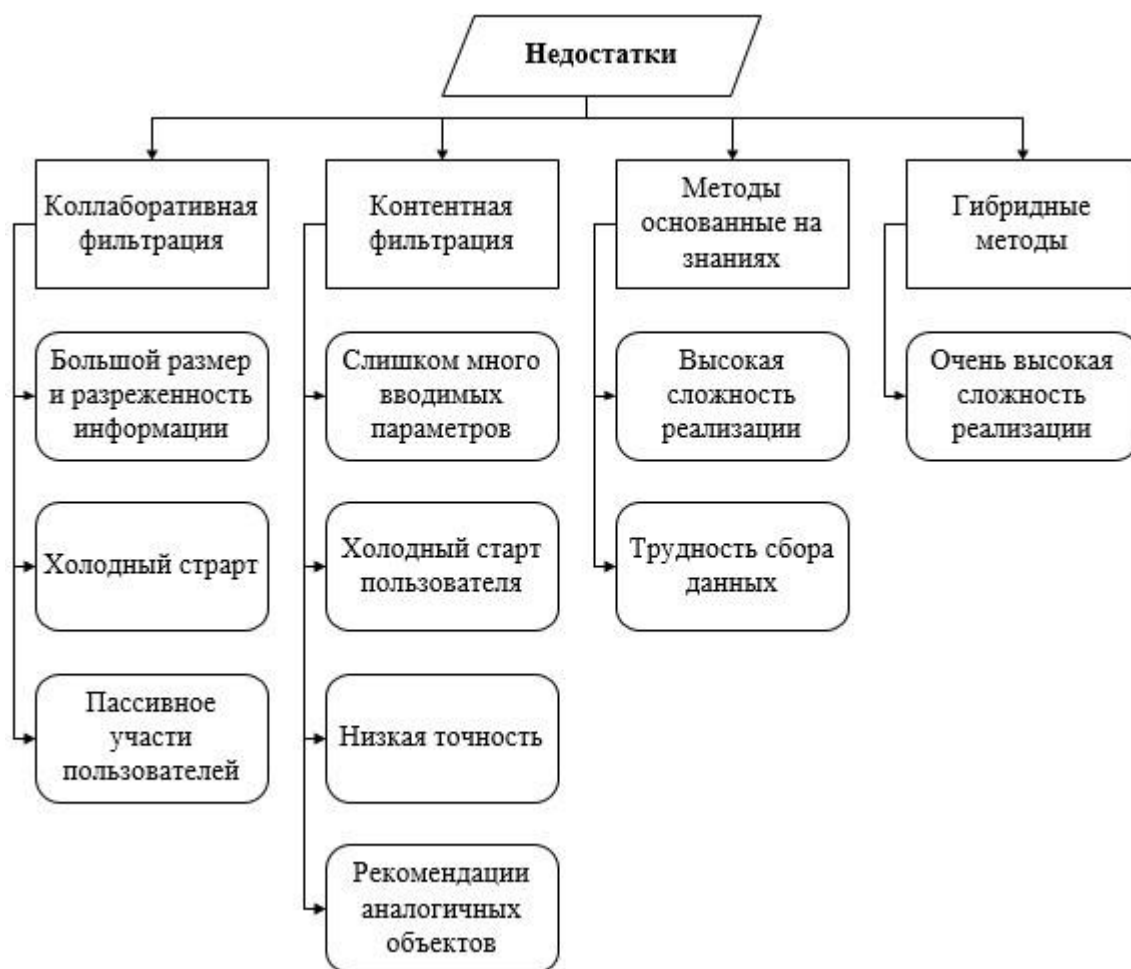 Недостатки
Коллаборативная
фильтрация
Контентная
фильтрация
Методы
основанные на
знаниях
Гибридные
методы
Большой размер
и разреженность
информации
Слишком много
вводимых
параметров
Высокая
сложность
реализации
Очень высокая
сложность
реализации
Холодный страрт
Холодный старт
пользователя
Трудность сбора
данных
Пассивное
участи
пользователей
Низкая точность
Рекомендации
аналогичных
объектов